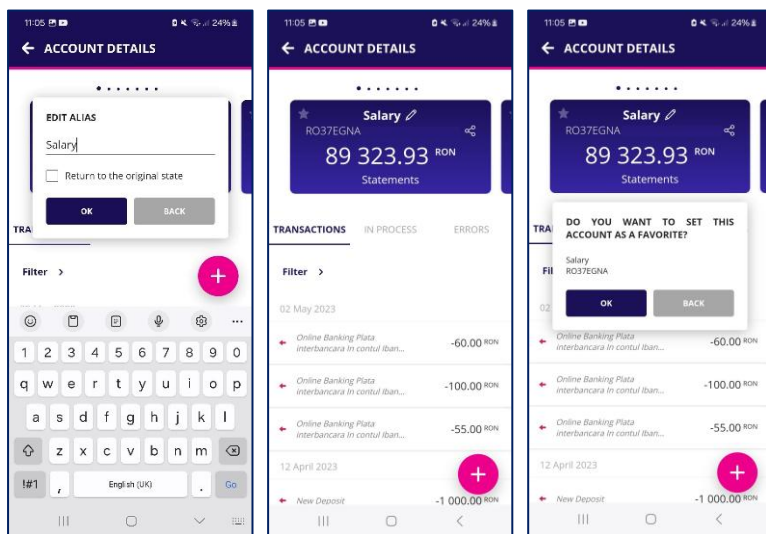 11:05
24%
ACCOUNT DETAILS
EDIT ALIAS
Salary
Return to the original state
OK
BACK
TRA
Filter >
+
1 2 3 4 5 6 7 8 9 0
q w e r t y u i o p
a s d f g h j k l
z x c v b n m
!#1 , English (UK) . Go
11:05
24%
ACCOUNT DETAILS
Salary
RO37EGNA
89 323.93 RON
Statements
TRANSACTIONS IN PROCESS ERRORS
Filter >
02 May 2023
Online Banking Plata
interbancara In contul Iban...
-60.00 RON
Online Banking Plata
interbancara In contul Iban...
-100.00 RON
Online Banking Plata
interbancara In contul Iban...
-55.00 RON
12 April 2023
+
New Deposit
-1 000.00 RON
11:05
24%
ACCOUNT DETAILS
Salary
RO37EGNA
89 323.93 RON
Statements
TRA
DO YOU WANT TO SET THIS
ACCOUNT AS A FAVORITE?
Salary
RO37EGNA
OK
BACK
Fil
02
Online Banking Plata
interbancara In contul Iban...
-60.00 RON
Online Banking Plata
interbancara In contul Iban...
-100.00 RON
Online Banking Plata
interbancara In contul Iban...
-55.00 RON
12 April 2023
+
New Deposit
-1 000.00 RON